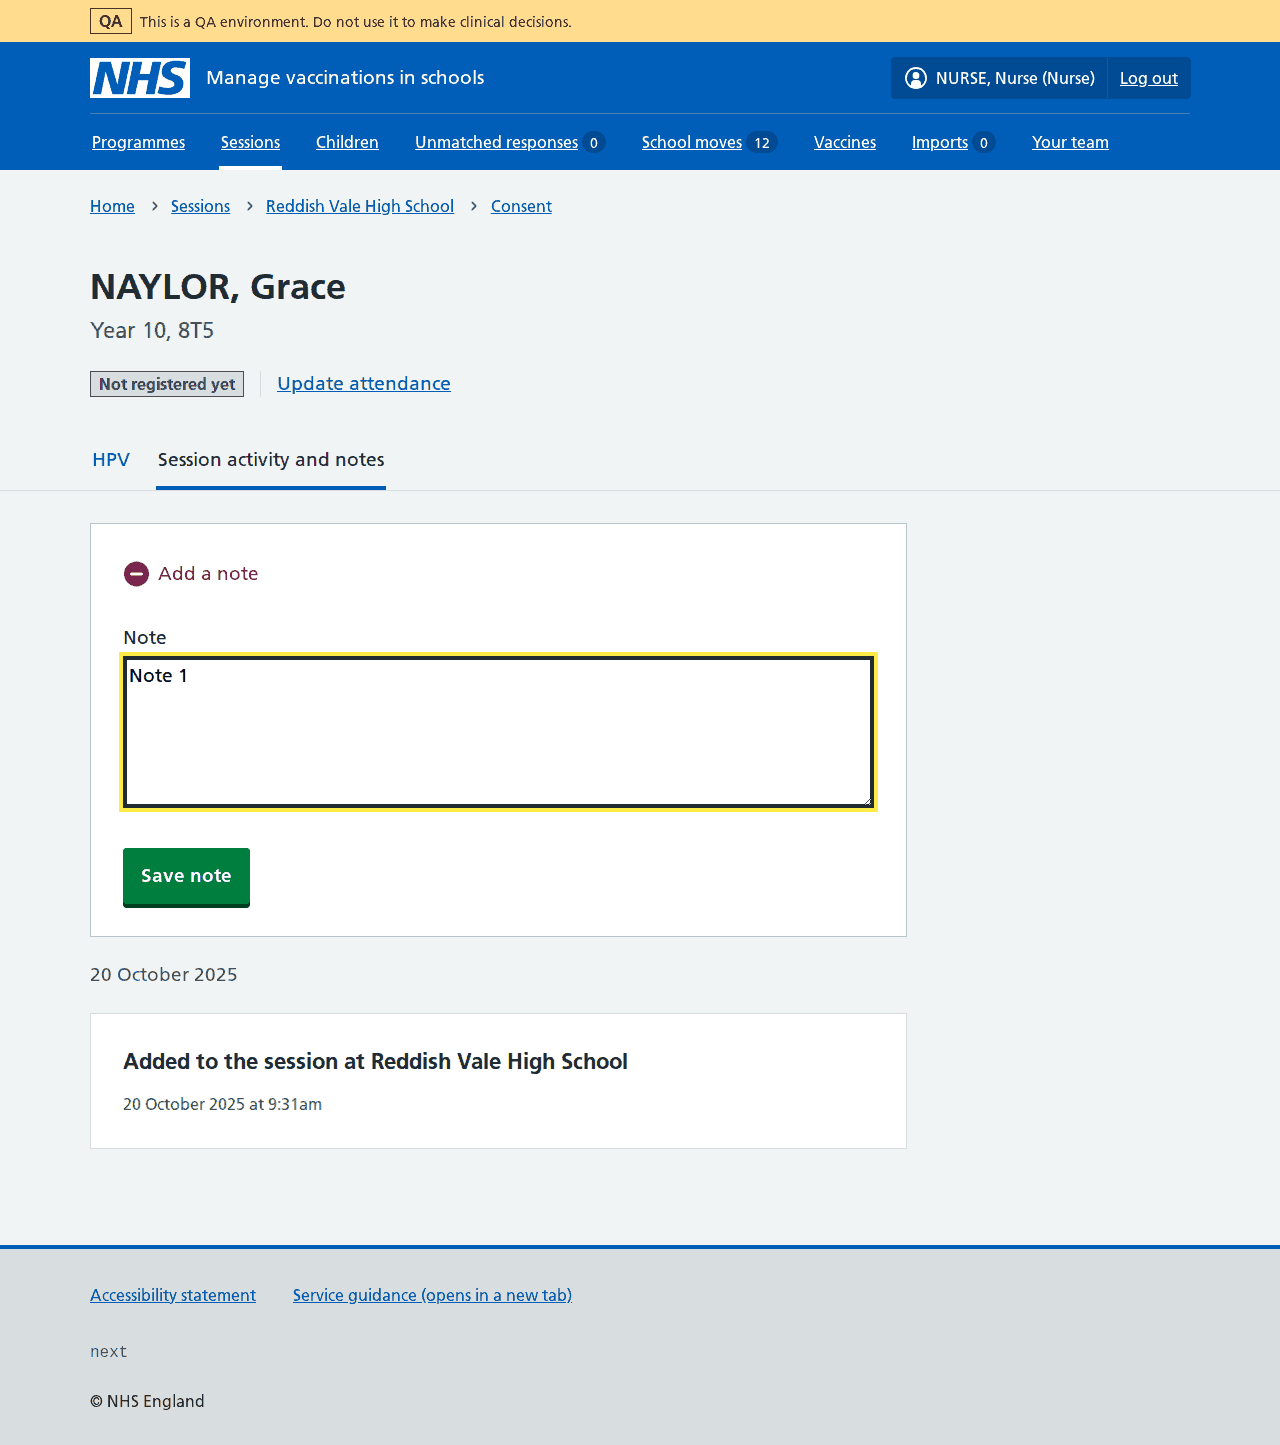 QA This is a QA environment. Do not use it to make clinical decisions.
NHS Manage vaccinations in schools NURSE, Nurse (Nurse) Log out
Programmes Sessions Children Unmatched responses 0 School moves 12 Vaccines Imports 0 Your team
Home Sessions Reddish Vale High School Consent
NAYLOR, Grace
Year 10, 8T5
Not registered yet Update attendance
HPV Session activity and notes
Add a note
Note
Note 1
Save note
20 October 2025
Added to the session at Reddish Vale High School
20 October 2025 at 9:31am
Accessibility statement Service guidance (opens in a new tab)
next
© NHS England